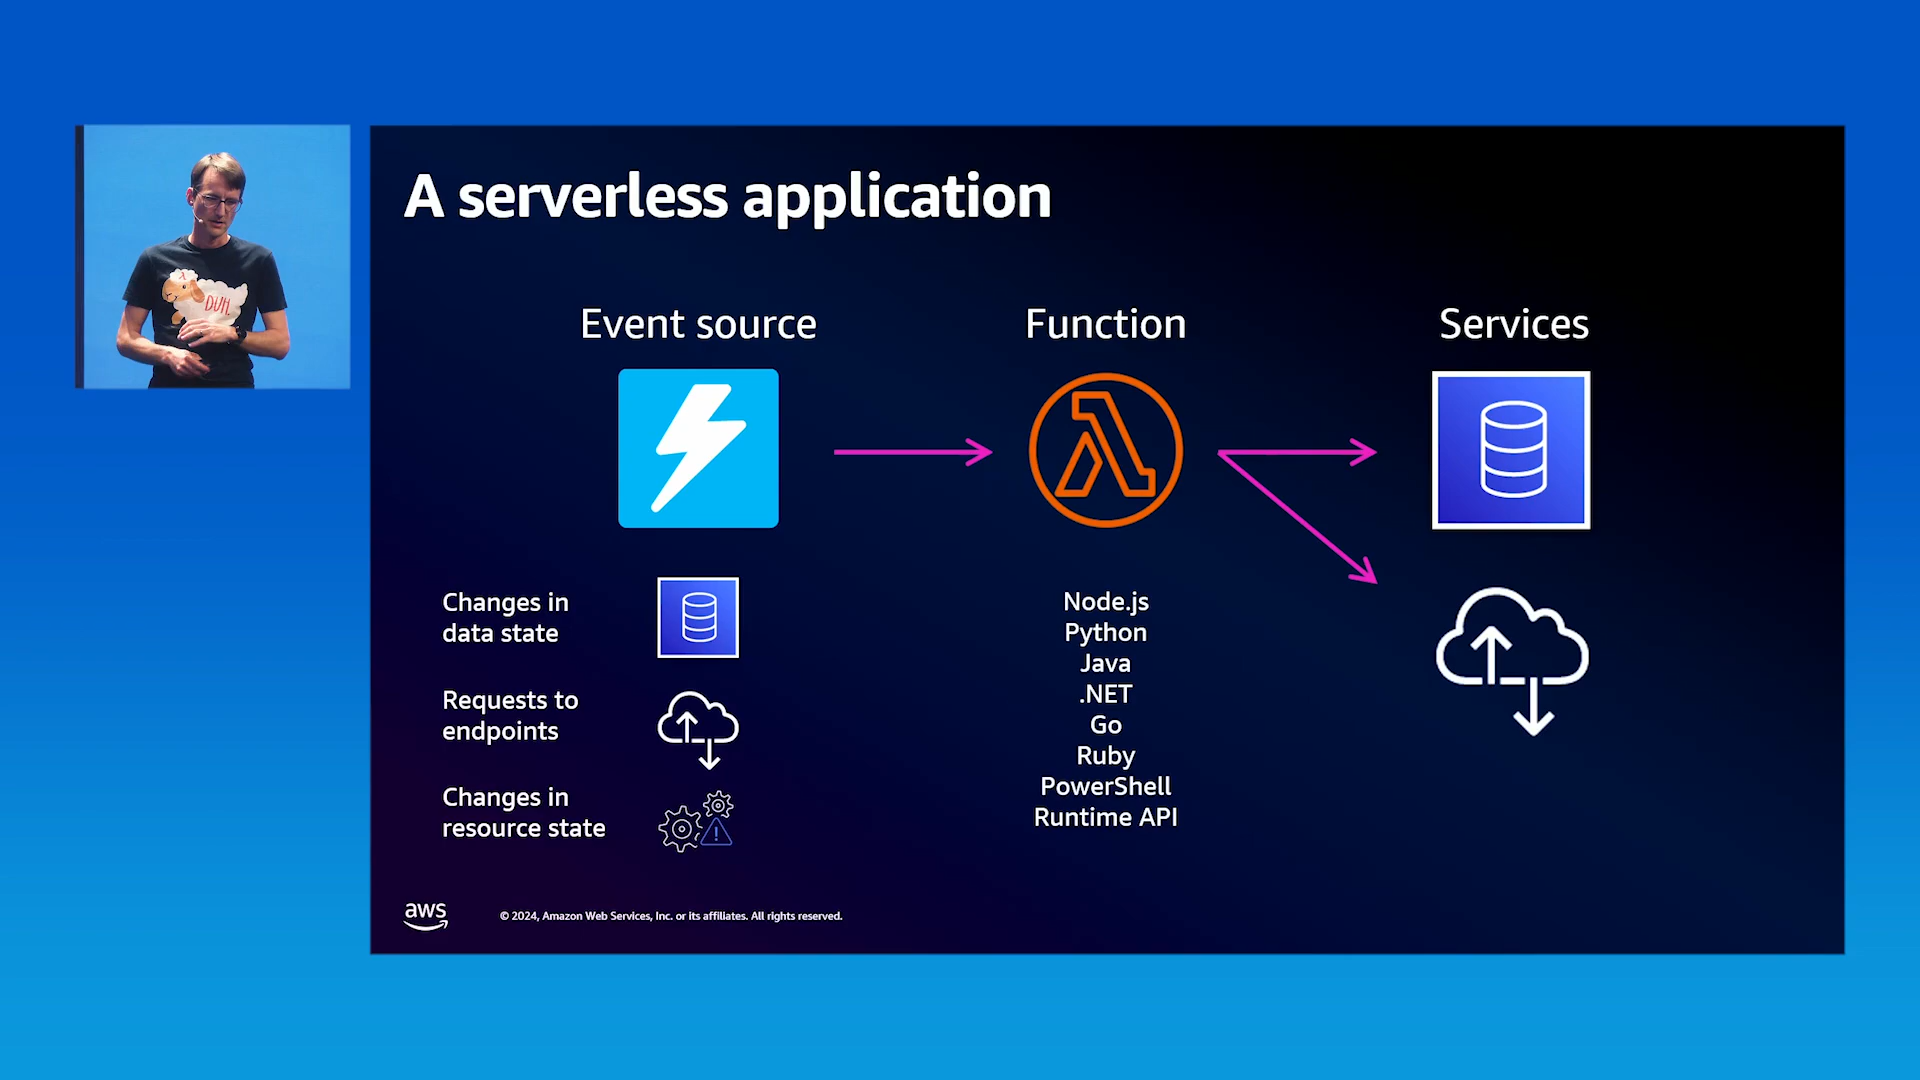 A serverless application
Event source
Function
Services
Changes in
data state
Requests to
endpoints
Changes in
resource state
Node.js
Python
Java
.NET
Go
Ruby
PowerShell
Runtime API
DUH
aws
© 2024, Amazon Web Services, Inc. or its affiliates. All rights reserved.